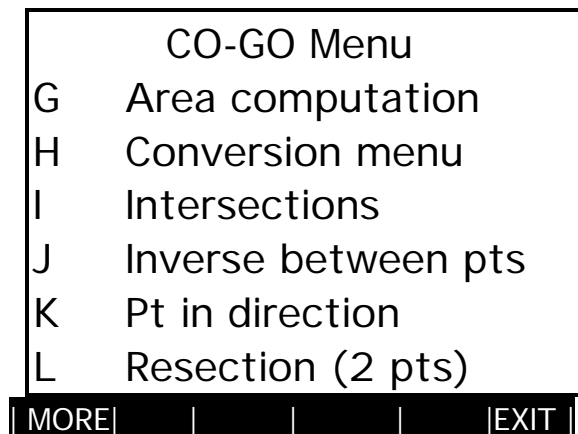 CO-GO Menu
G Area computation
H Conversion menu
I Intersections
J Inverse between pts
K Pt in direction
L Resection (2 pts)
| MORE| | | | |EXIT |